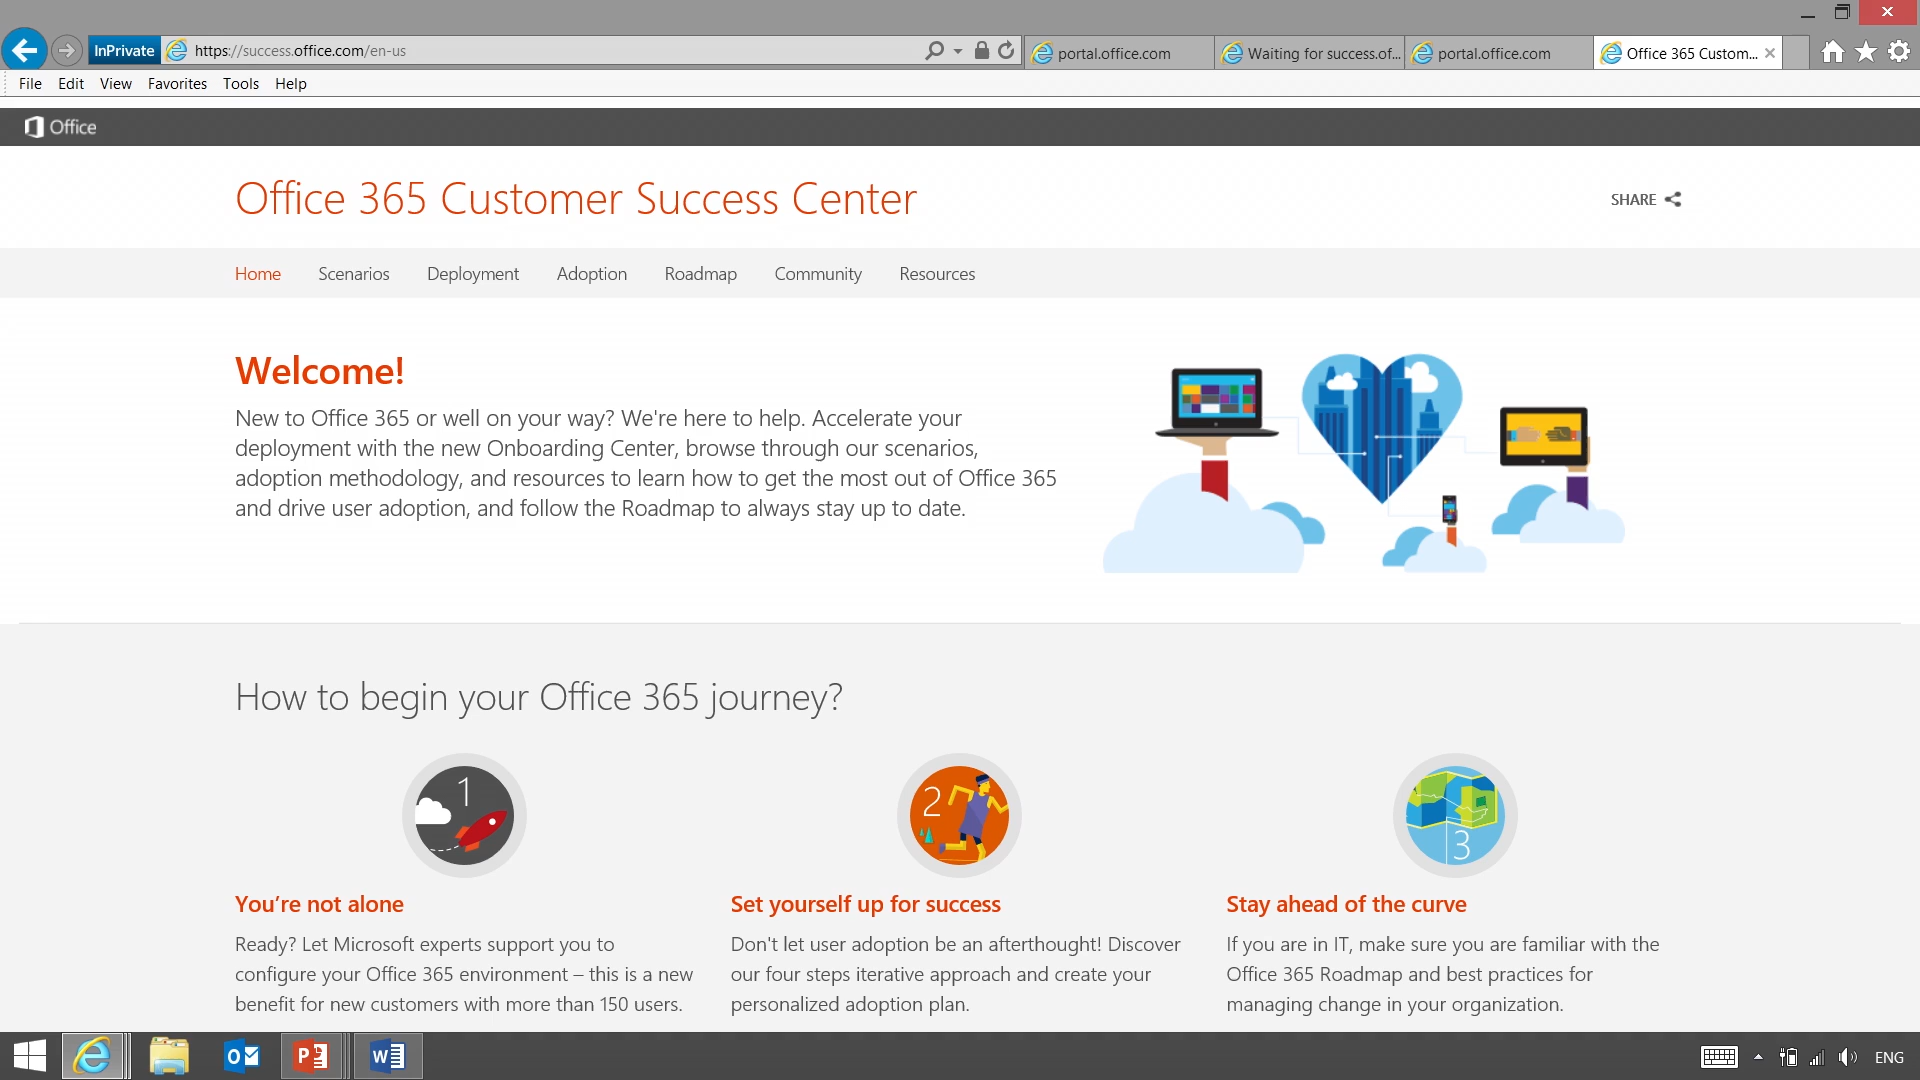 InPrivate
https://success.office.com/en-us
portal.office.com
Waiting for success.of...
portal.office.com
Office 365 Custom...
File Edit View Favorites Tools Help
Office
Office 365 Customer Success Center
SHARE
Home Scenarios Deployment Adoption Roadmap Community Resources
Welcome!
New to Office 365 or well on your way? We're here to help. Accelerate your
deployment with the new Onboarding Center, browse through our scenarios,
adoption methodology, and resources to learn how to get the most out of Office 365
and drive user adoption, and follow the Roadmap to always stay up to date.
How to begin your Office 365 journey?
1
You’re not alone
Ready? Let Microsoft experts support you to
configure your Office 365 environment – this is a new
benefit for new customers with more than 150 users.
2
Set yourself up for success
Don't let user adoption be an afterthought! Discover
our four steps iterative approach and create your
personalized adoption plan.
3
Stay ahead of the curve
If you are in IT, make sure you are familiar with the
Office 365 Roadmap and best practices for
managing change in your organization.
ENG